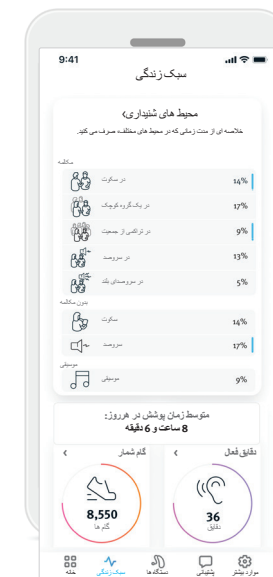 9:41
سبک زندگی
محیط های شنیداری›
خلاصه ای از مدت زمانی که در محیط های مختلف، صرف می کنید.
مکالمه
در سکوت 14%
در یک گروه کوچک 17%
در تراکمی از جمعیت 9%
در سروصد 13%
در سروصدای بلند 5%
بدون مکالمه
سکوت 14%
سروصد 17%
موسیقی
موسیقی 9%
متوسط زمان پوشش در هرروز:
8 ساعت و 6 دقیقه
دقایق فعال ›
گام شمار ›
36
دقایق
8,550
گام ها
خانه
سبک زندگی
دستگاه ها
پشتیبانی
موارد بیشتر